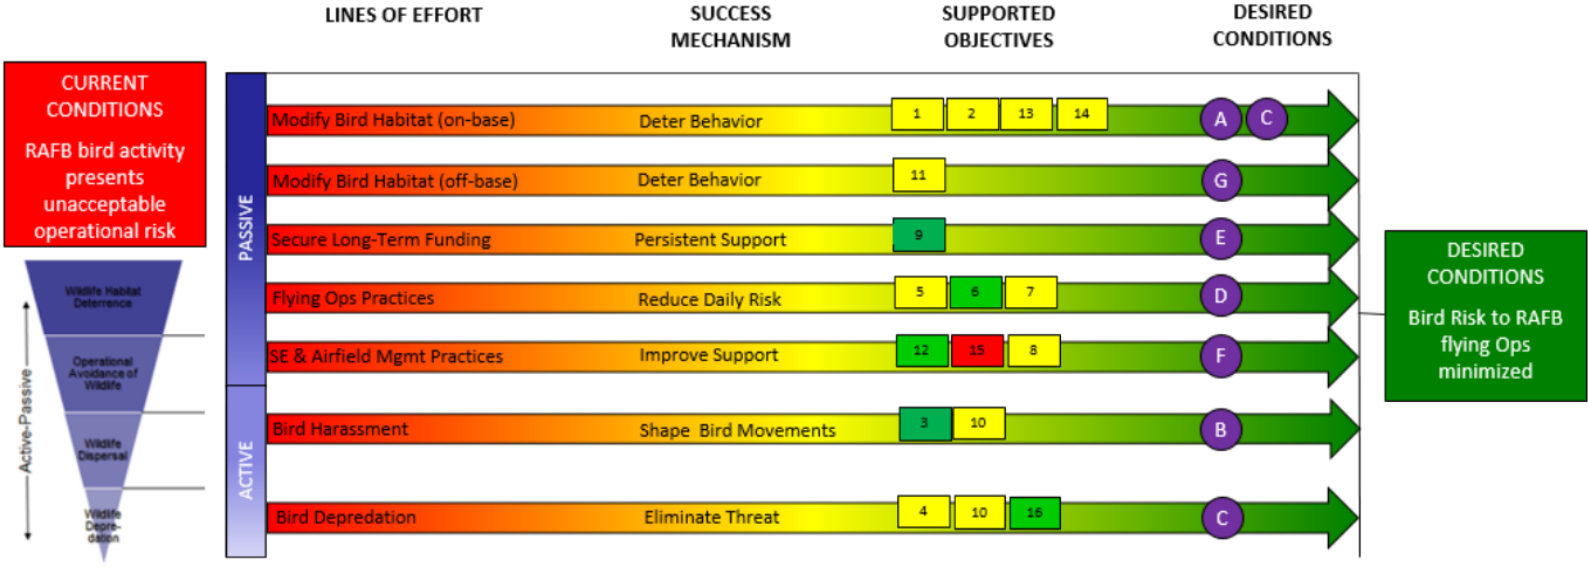 LINES OF EFFORT
SUCCESS
MECHANISM
SUPPORTED
OBJECTIVES
DESIRED
CONDITIONS
CURRENT
CONDITIONS
RAFB bird activity
presents
unacceptable
operational risk
Wildlife Habitat
Deterrence
Operational
Avoidance of
Wildlife
Wildlife
Dispersal
Wildlife
Depre-
dation
Active-Passive
PASSIVE
ACTIVE
Modify Bird Habitat (on-base)
Deter Behavior
1 2 13 14
A C
Modify Bird Habitat (off-base)
Deter Behavior
11
G
Secure Long-Term Funding
Persistent Support
9
E
Flying Ops Practices
Reduce Daily Risk
5 6 7
D
SE & Airfield Mgmt Practices
Improve Support
12 15 8
F
Bird Harassment
Shape Bird Movements
3 10
B
Bird Depredation
Eliminate Threat
4 10 16
C
DESIRED
CONDITIONS
Bird Risk to RAFB
flying Ops
minimized